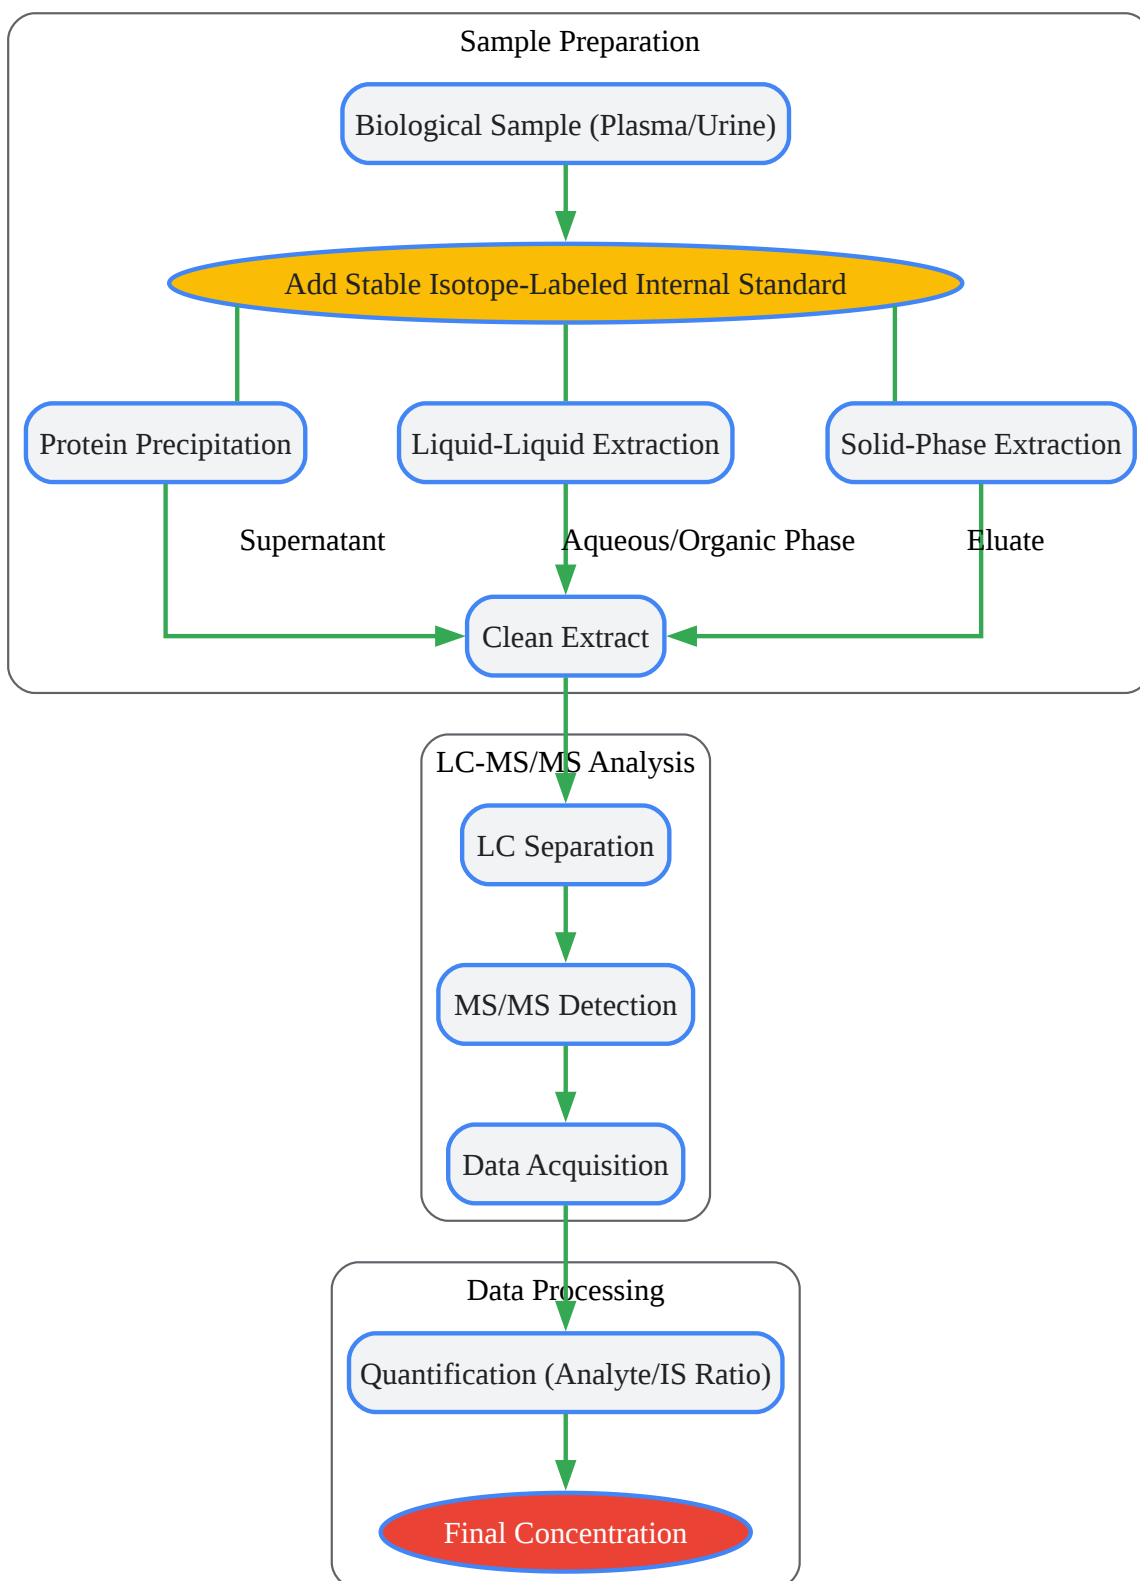 Sample Preparation
Biological Sample (Plasma/Urine)
Add Stable Isotope-Labeled Internal Standard
Protein Precipitation
Liquid-Liquid Extraction
Solid-Phase Extraction
Supernatant
Aqueous/Organic Phase
Eluate
Clean Extract
LC-MS/MS Analysis
LC Separation
MS/MS Detection
Data Acquisition
Data Processing
Quantification (Analyte/IS Ratio)
Final Concentration